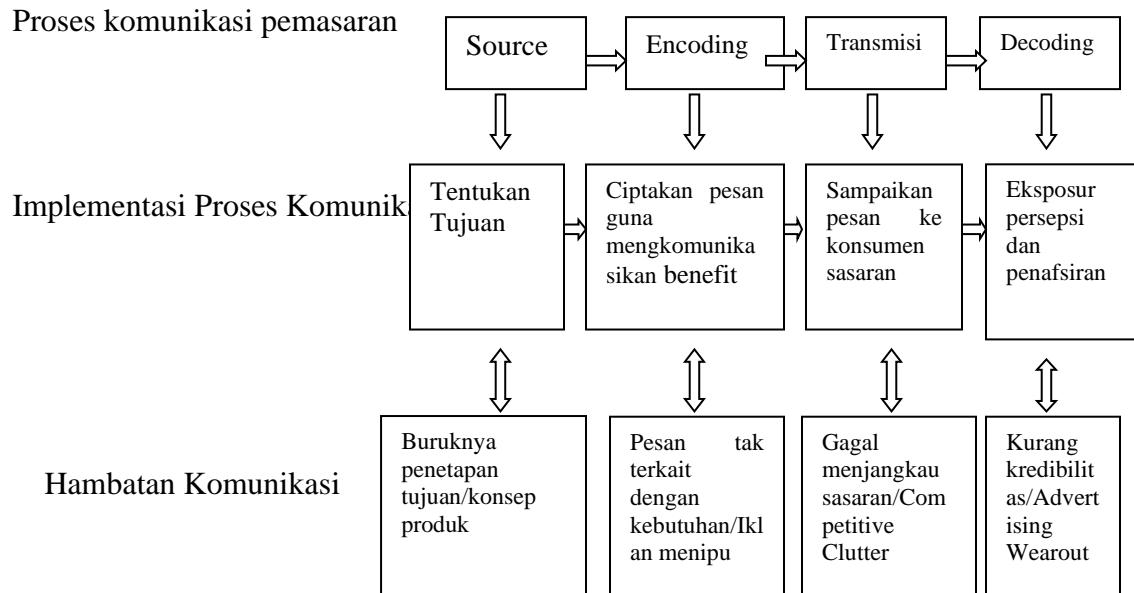 Proses komunikasi pemasaran
Source
Encoding
Transmisi
Decoding
Implementasi Proses Komunika
Tentukan
Tujuan
Ciptakan pesan
guna
mengkomunika
sikan benefit
Sampaikan
pesan ke
konsumen
sasaran
Eksposur
persepsi
dan
penafsiran
Hambatan Komunikasi
Buruknya
penetapan
tujuan/konsep
produk
Pesan tak
terkait
dengan
kebutuhan/Ikl
an menipu
Gagal
menjangkau
sasaran/Com
petitive
Clutter
Kurang
kredibilit
as/Advert
ising
Wearout